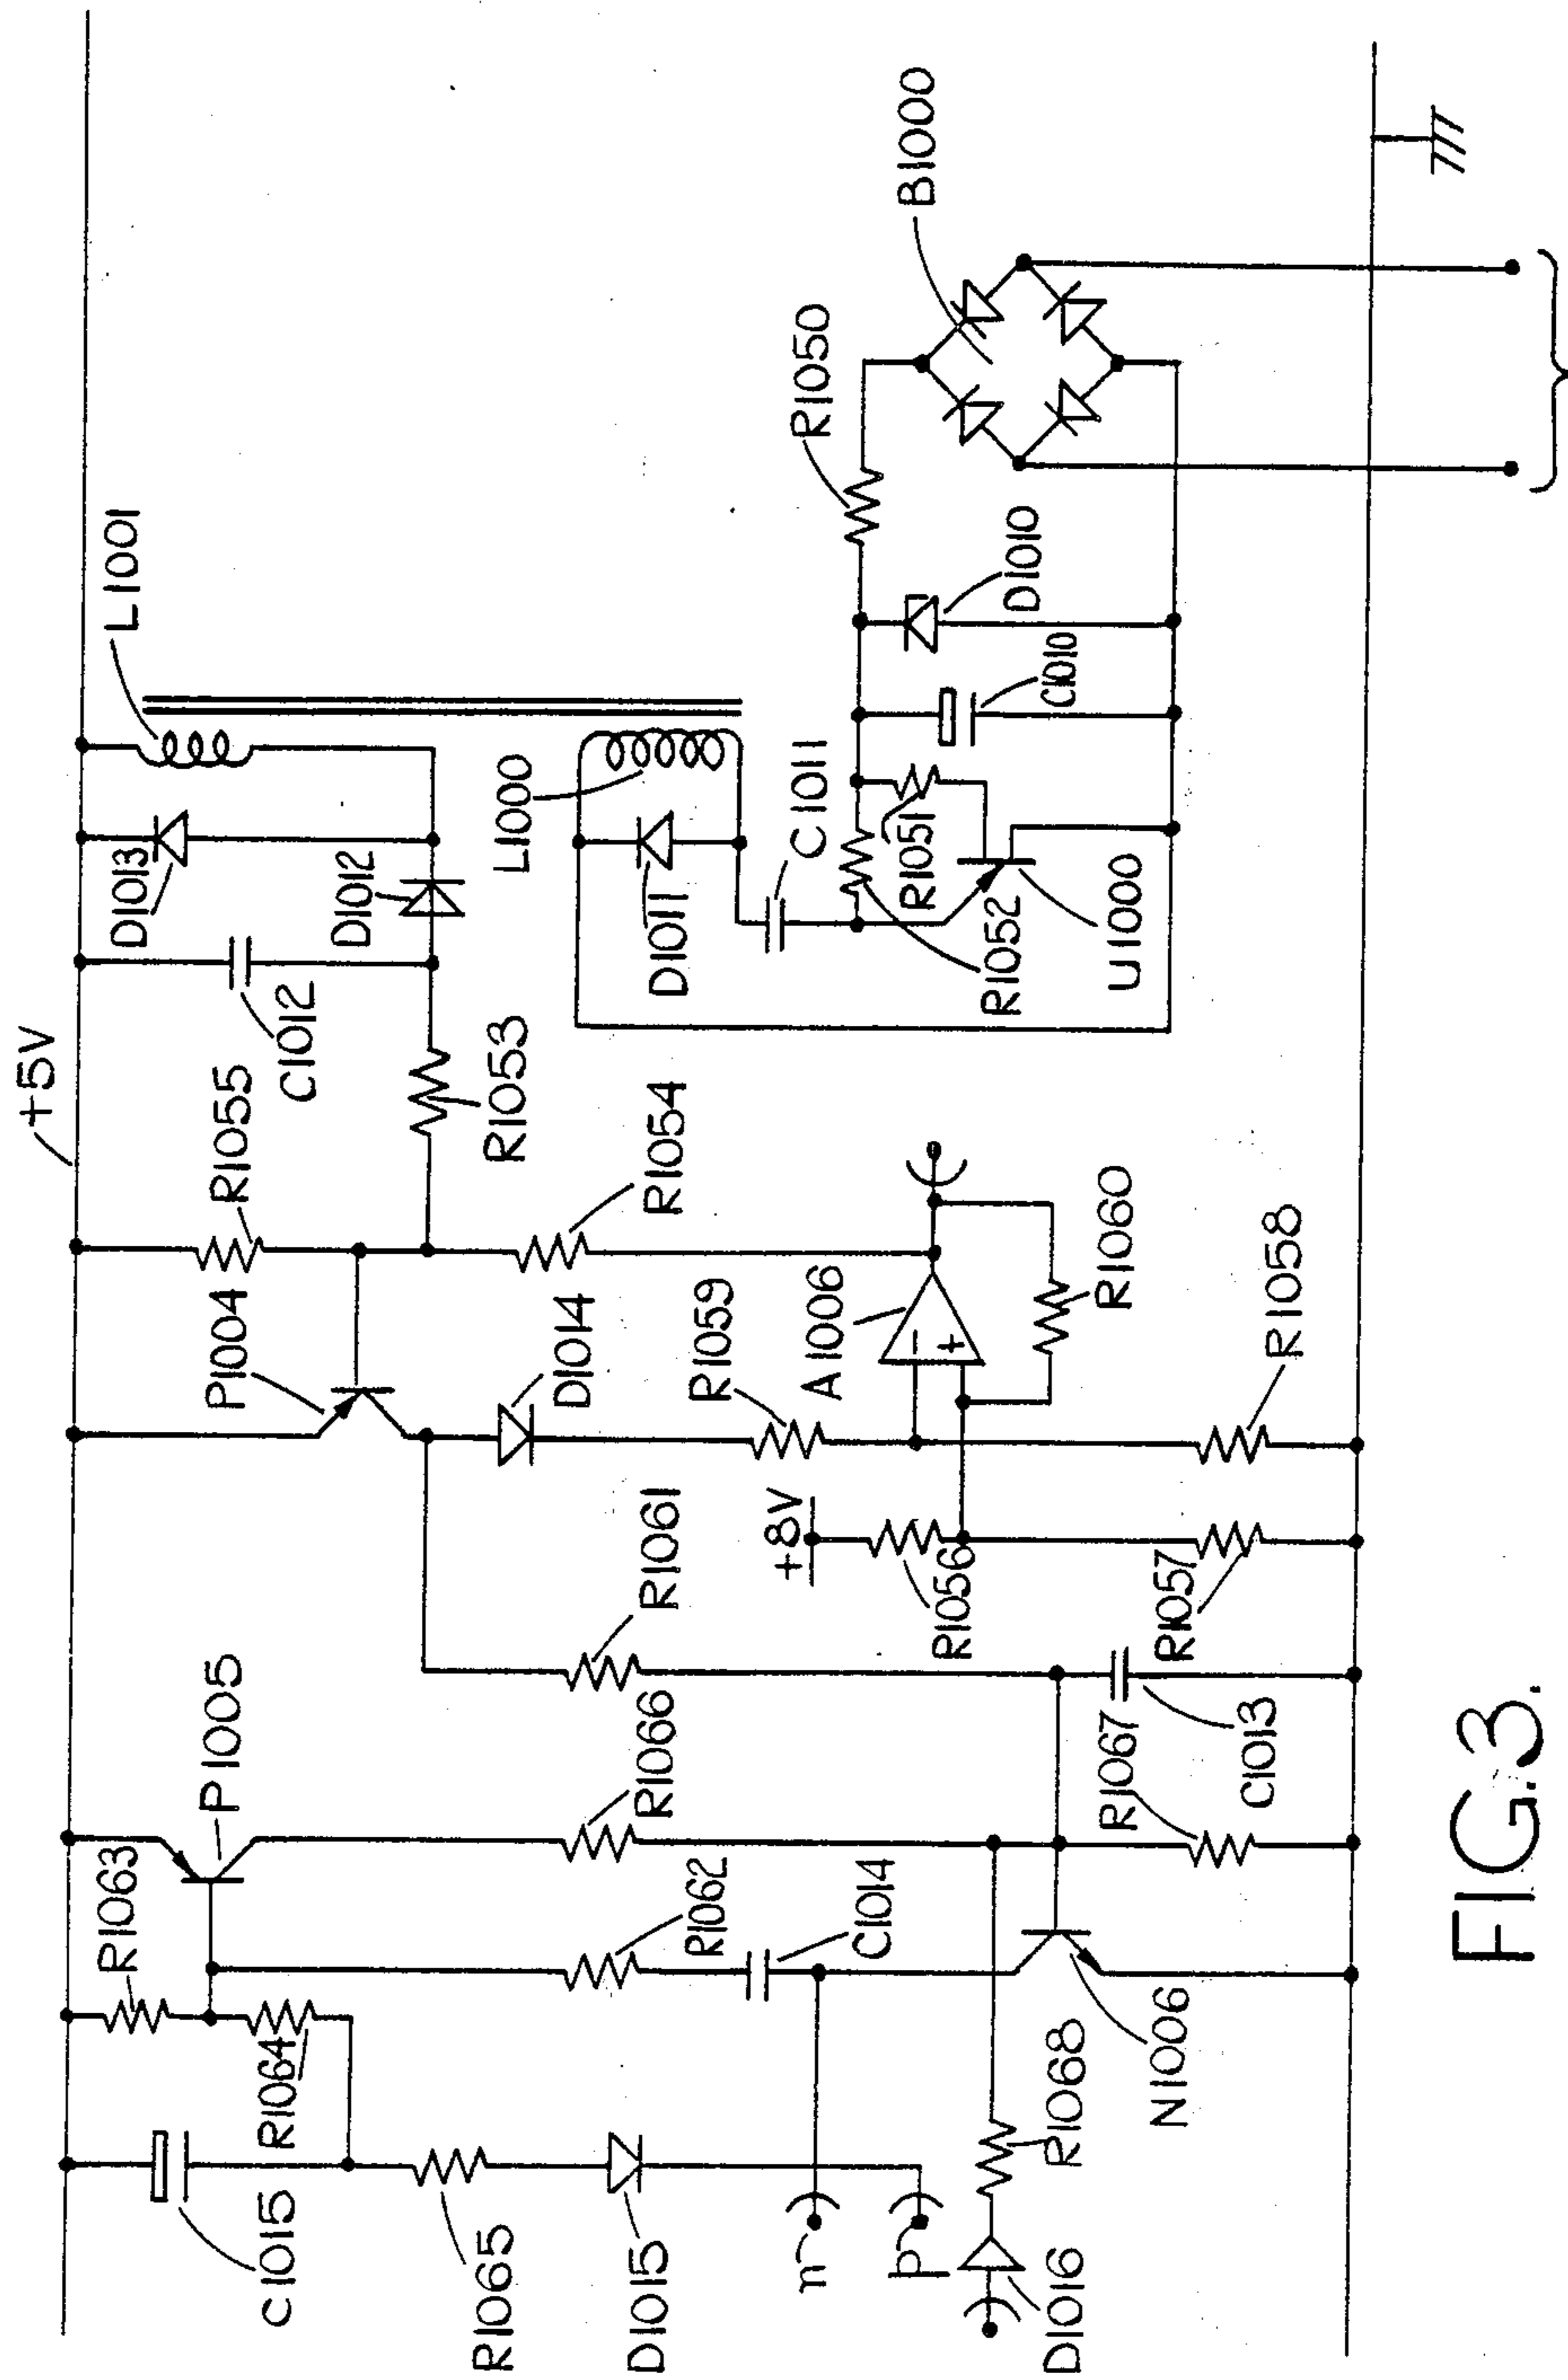 +5V
L1001
D1013
D1012
C1012
R1055
R1053
P1004
R1054
D1014
L1000
D1011
C1011
R1050
B1000
D1010
C1010
R1051
R1052
U1000
R1059
A1006
−
+
R1060
R1058
+8V
R1056
R1057
R1061
P1005
R1066
R1067
C1013
R1063
R1062
C1014
R1064
R1068
N1006
C1015
R1065
D1015
n
p
D1016
FIG.3.